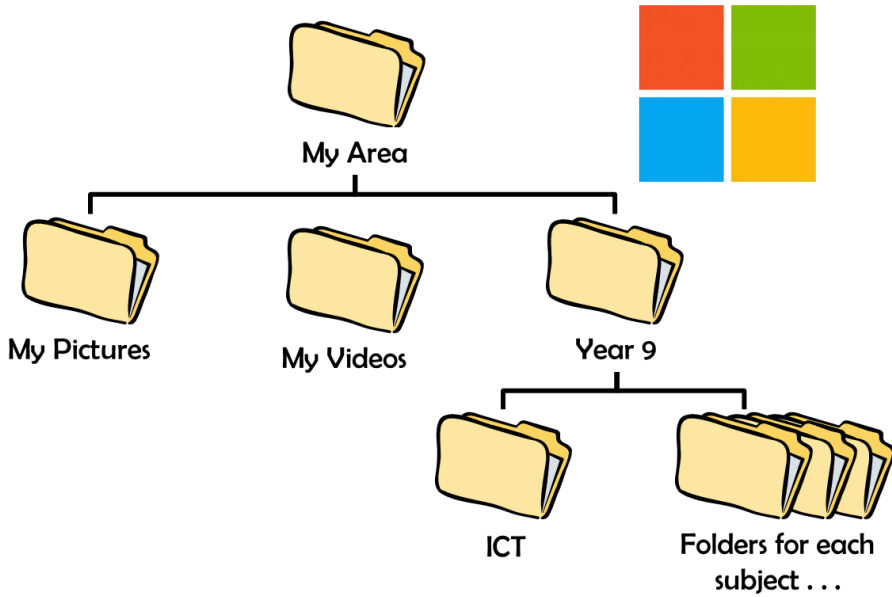 My Area
My Pictures
My Videos
Year 9
ICT
Folders for each
subject . . .